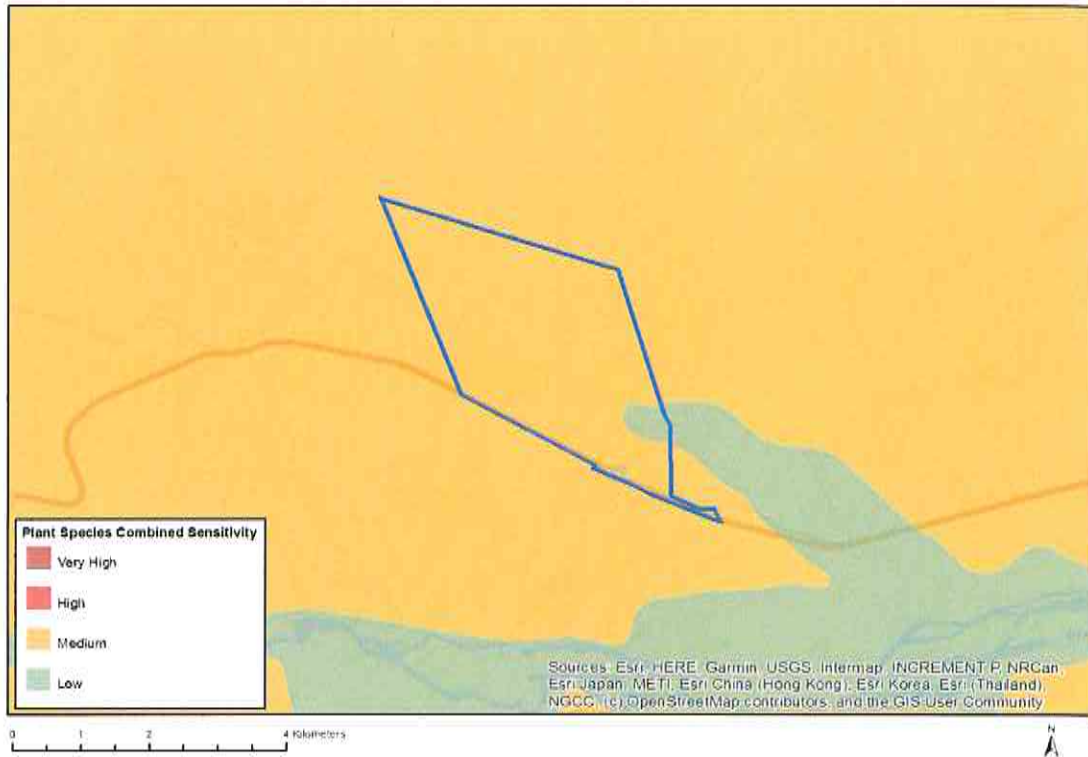 Plant Species Combined Sensitivity
Very High
High
Medium
Low
Sources: Esri, HERE, Garmin, USGS, Intermap, INCREMENT P, NRCan,
Esri Japan, METI, Esri China (Hong Kong), Esri Korea, Esri (Thailand),
NGCC, (c) OpenStreetMap contributors, and the GIS User Community
0 1 2 4 Kilometers
N